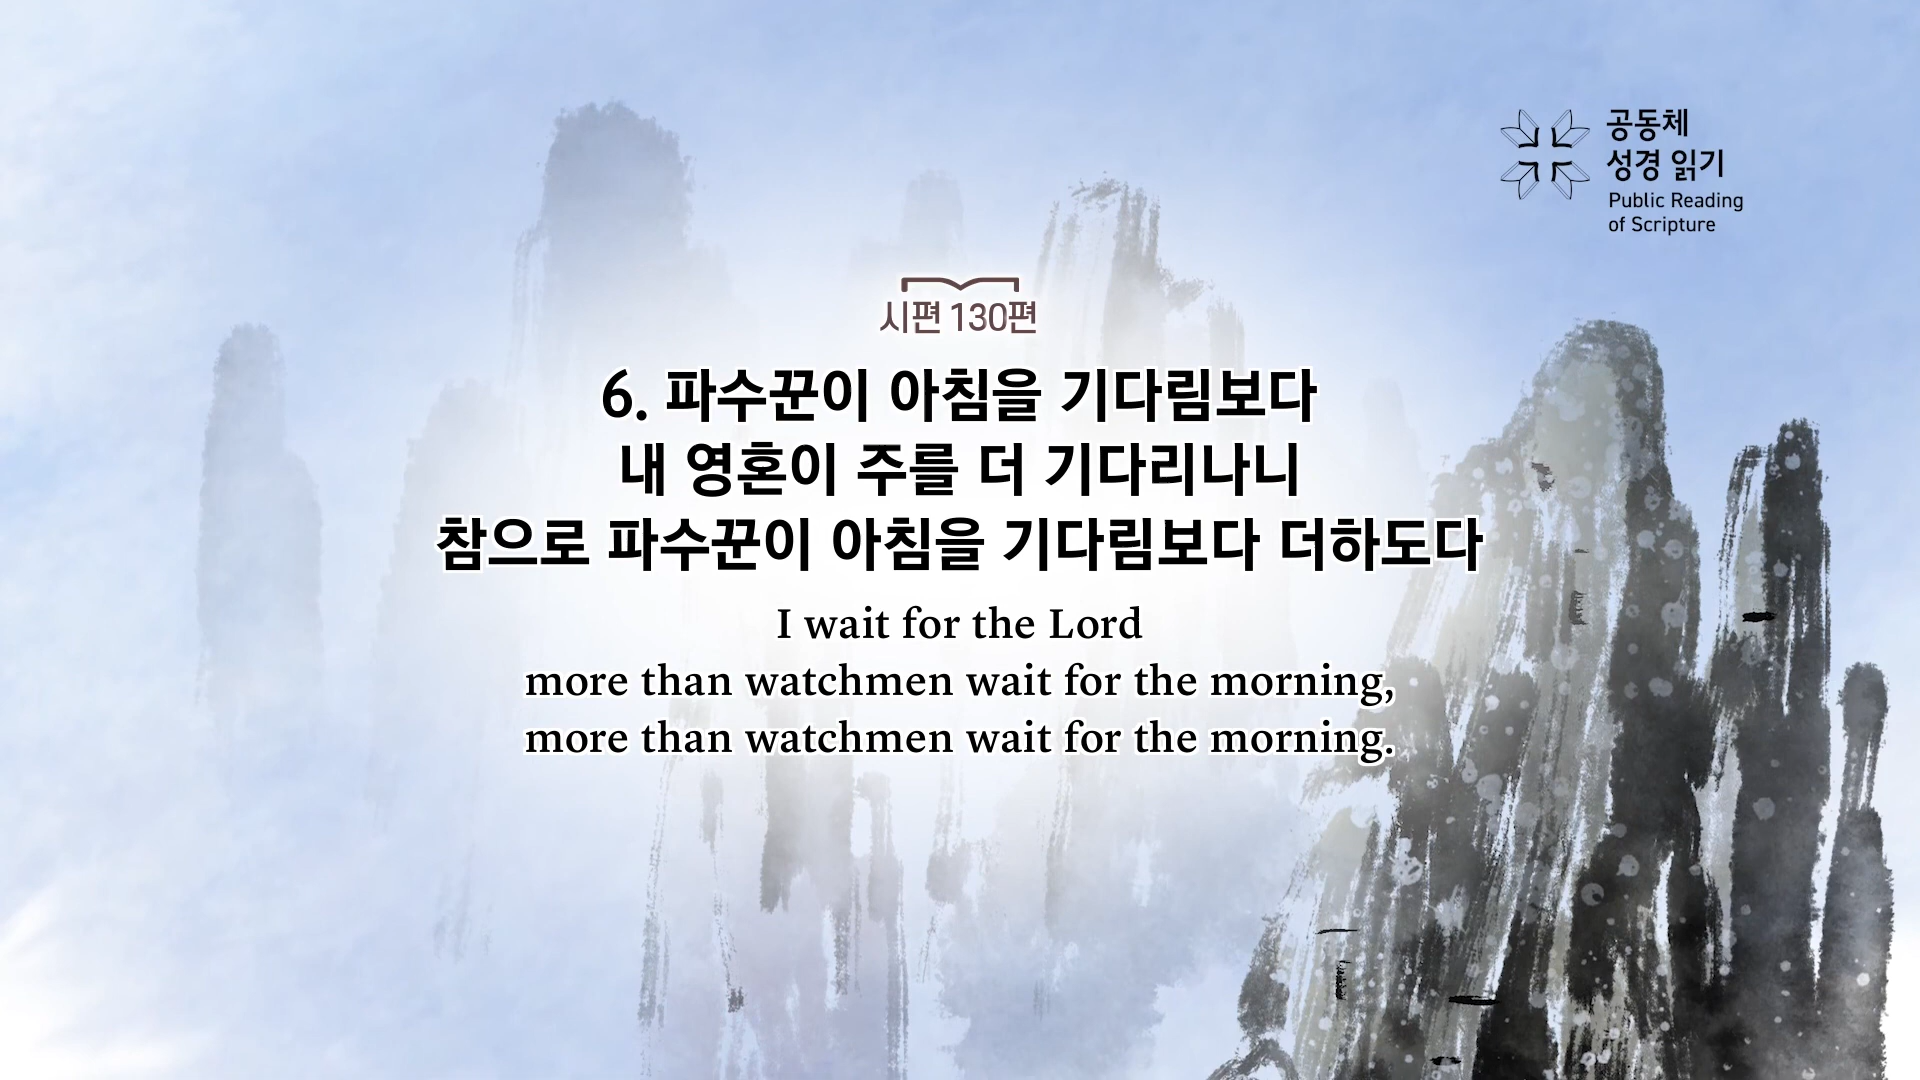 공동체
성경 읽기
Public Reading
of Scripture
시편 130편
6. 파수꾼이 아침을 기다림보다
내 영혼이 주를 더 기다리나니
참으로 파수꾼이 아침을 기다림보다 더하도다
I wait for the Lord
more than watchmen wait for the morning,
more than watchmen wait for the morning.